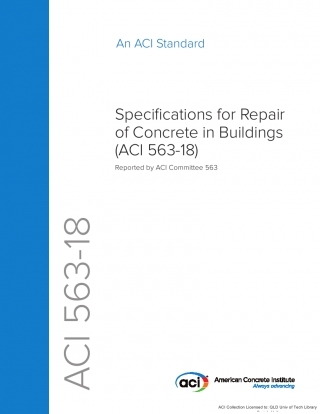 An ACI Standard
Specifications for Repair
of Concrete in Buildings
(ACI 563-18)
Reported by ACI Committee 563
ACI 563-18
aci
American Concrete Institute
Always advancing
ACI Collection Licensed to: QLD Univ of Tech Library